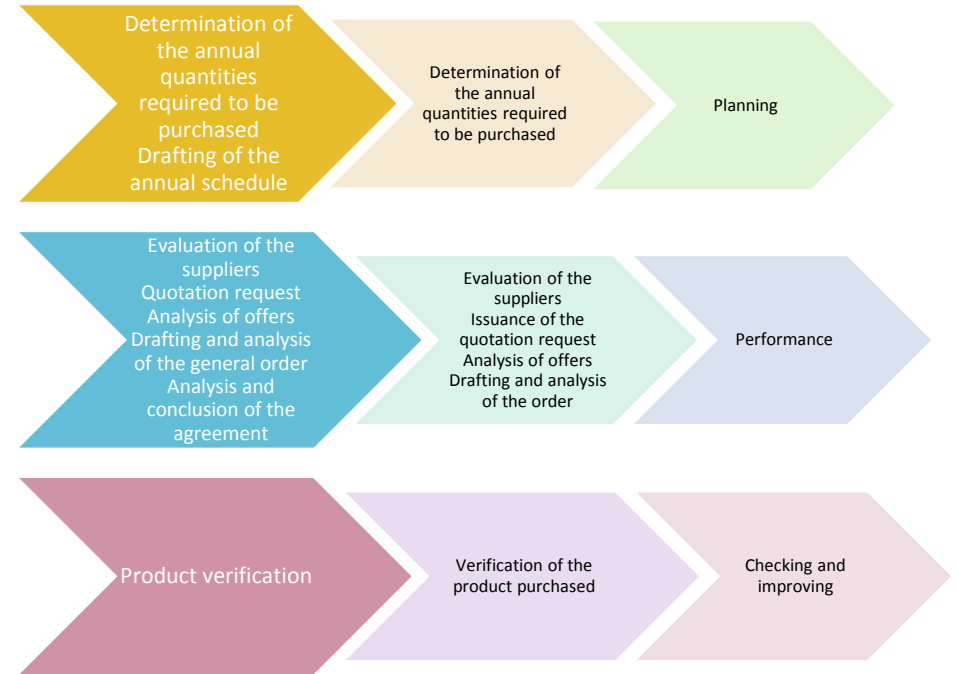 Determination of
the annual
quantities
required to be
purchased
Drafting of the
annual schedule
Determination of
the annual
quantities required
to be purchased
Planning
Evaluation of the
suppliers
Quotation request
Analysis of offers
Drafting and analysis
of the general order
Analysis and
conclusion of the
agreement
Evaluation of the
suppliers
Issuance of the
quotation request
Analysis of offers
Drafting and analysis
of the order
Performance
Product verification
Verification of the
product purchased
Checking and
improving